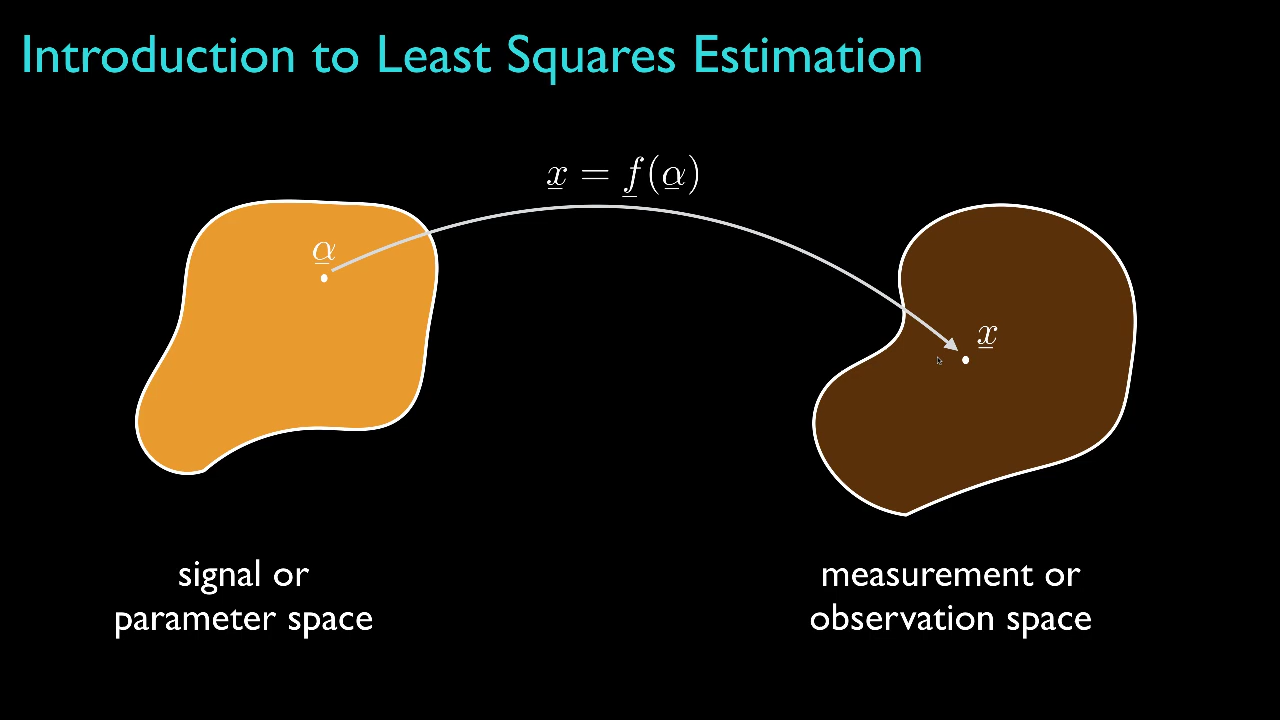 Introduction to Least Squares Estimation
x = f(α)
α
x
signal or
parameter space
measurement or
observation space